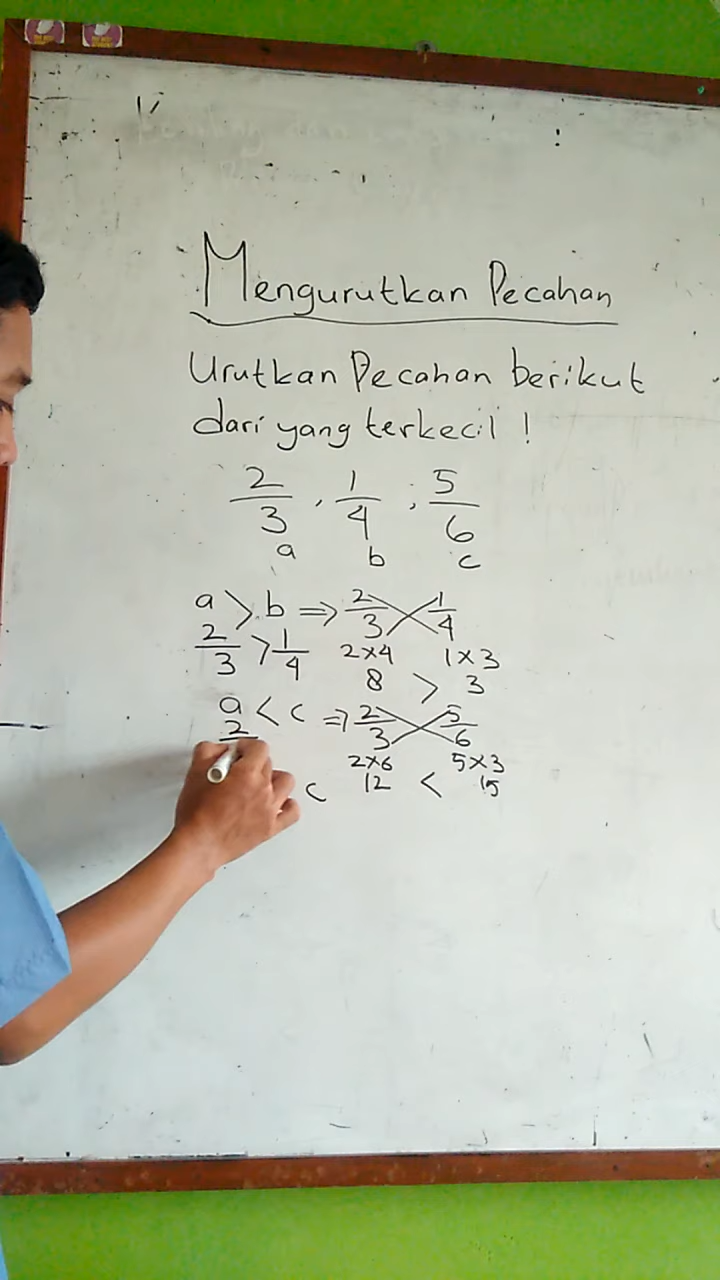 Mengurutkan Pecahan
Urutkan Pecahan berikut
dari yang terkecil !
2/3 , 1/4 ; 5/6
a b c
a > b => 2/3 1/4
2/3 > 1/4 2x4 1x3
8 > 3
a < c => 2/3 5/6
2
2x6 5x3
c 12 < 15